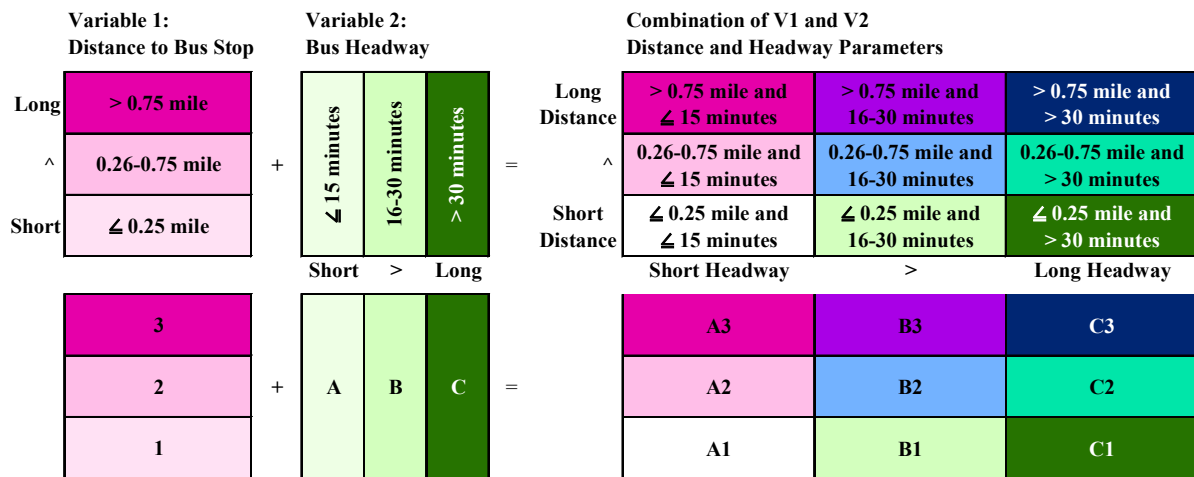 Variable 1:
Distance to Bus Stop
Variable 2:
Bus Headway
Combination of V1 and V2
Distance and Headway Parameters
Long
> 0.75 mile
^
0.26-0.75 mile
Short
≦ 0.25 mile
+
≦ 15 minutes
16-30 minutes
> 30 minutes
Short > Long
=
Long
Distance
^
Short
Distance
> 0.75 mile and
≦ 15 minutes
> 0.75 mile and
16-30 minutes
> 0.75 mile and
> 30 minutes
0.26-0.75 mile and
≦ 15 minutes
0.26-0.75 mile and
16-30 minutes
0.26-0.75 mile and
> 30 minutes
≦ 0.25 mile and
≦ 15 minutes
≦ 0.25 mile and
16-30 minutes
≦ 0.25 mile and
> 30 minutes
Short Headway > Long Headway
3
2
1
+
A B C
=
A3 B3 C3
A2 B2 C2
A1 B1 C1